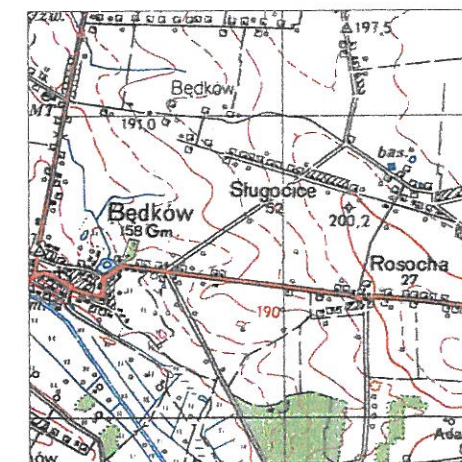 197,5
Będków
MT
191,0
bas.
Sługocice
52
Będków
158 Gm
200,2
Rosocha
27
190
Ada
ów